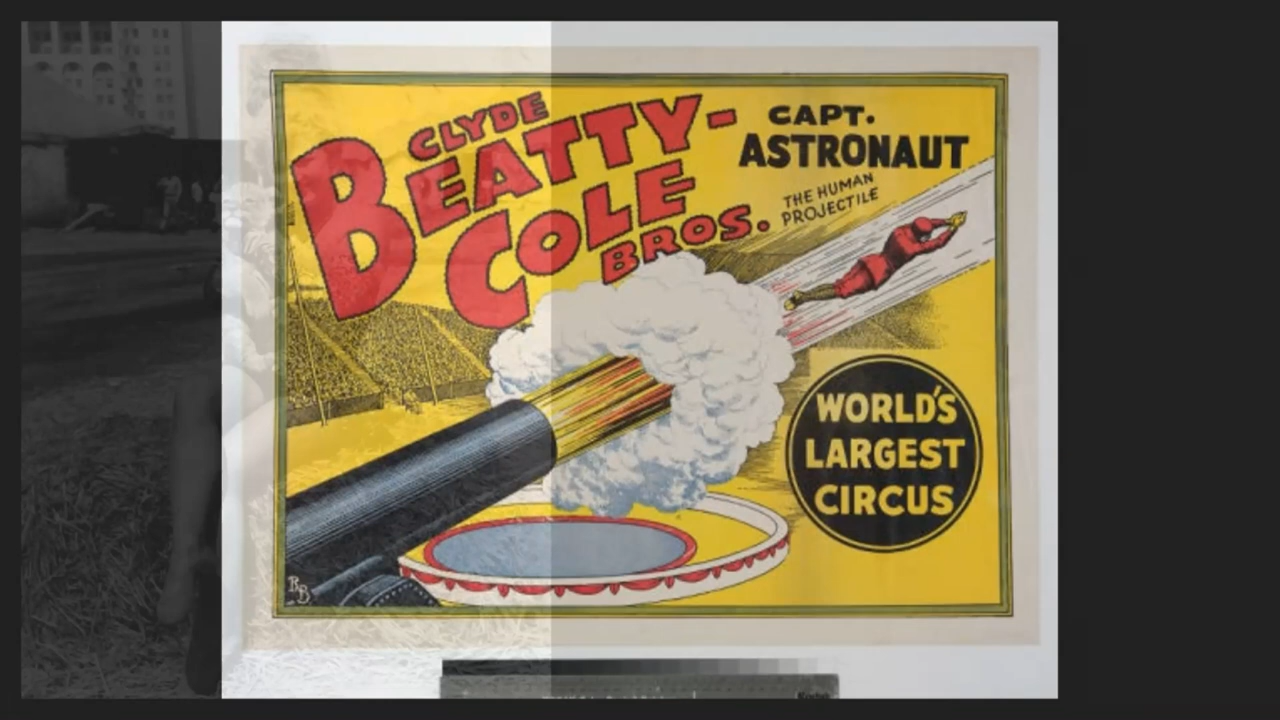 CLYDE
BEATTY-
COLE
BROS.
CAPT.
ASTRONAUT
THE HUMAN
PROJECTILE
WORLD'S
LARGEST
CIRCUS
RB